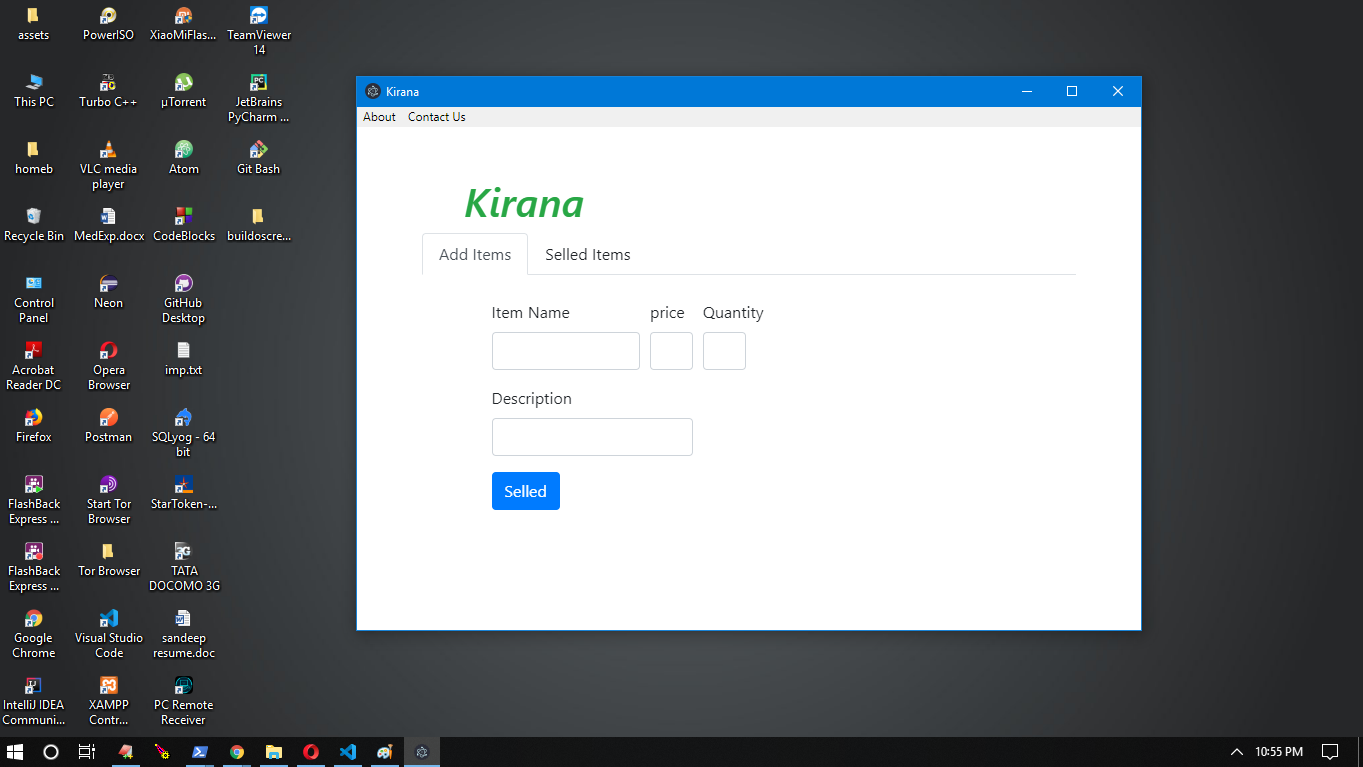 assets
PowerISO
XiaoMiFlas...
TeamViewer
14
This PC
Turbo C++
µTorrent
JetBrains
PyCharm ...
homeb
VLC media
player
Atom
Git Bash
Recycle Bin
MedExp.docx
CodeBlocks
buildoscre...
Control
Panel
Neon
GitHub
Desktop
Acrobat
Reader DC
Opera
Browser
imp.txt
Firefox
Postman
SQLyog - 64
bit
FlashBack
Express ...
Start Tor
Browser
StarToken-...
FlashBack
Express ...
Tor Browser
3G
TATA
DOCOMO 3G
Google
Chrome
Visual Studio
Code
sandeep
resume.doc
IntelliJ IDEA
Communi...
XAMPP
Contr...
PC Remote
Receiver
Kirana
About Contact Us
Kirana
Add Items Selled Items
Item Name price Quantity
Description
Selled
10:55 PM